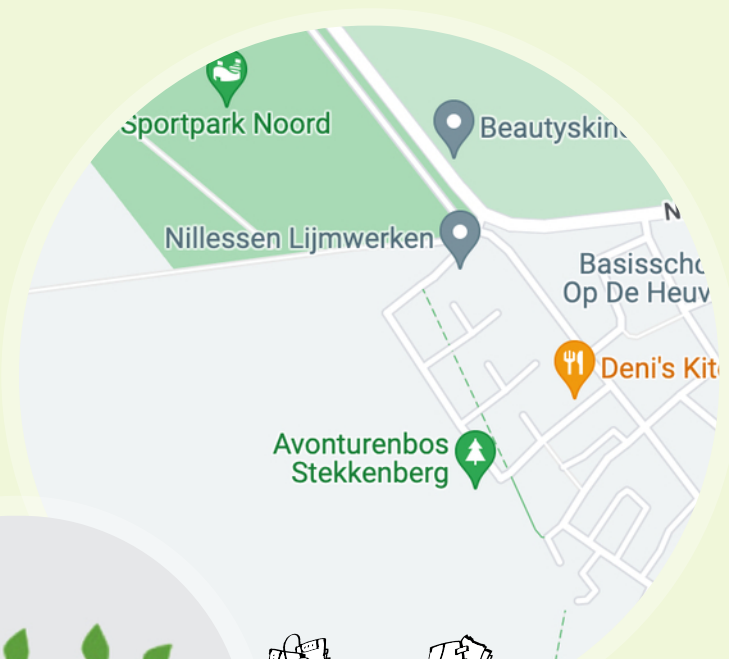 Sportpark Noord
Beautyskin
Nillessen Lijmwerken
N
Basisscho
Op De Heuv
Deni's Kit
Avonturenbos
Stekkenberg